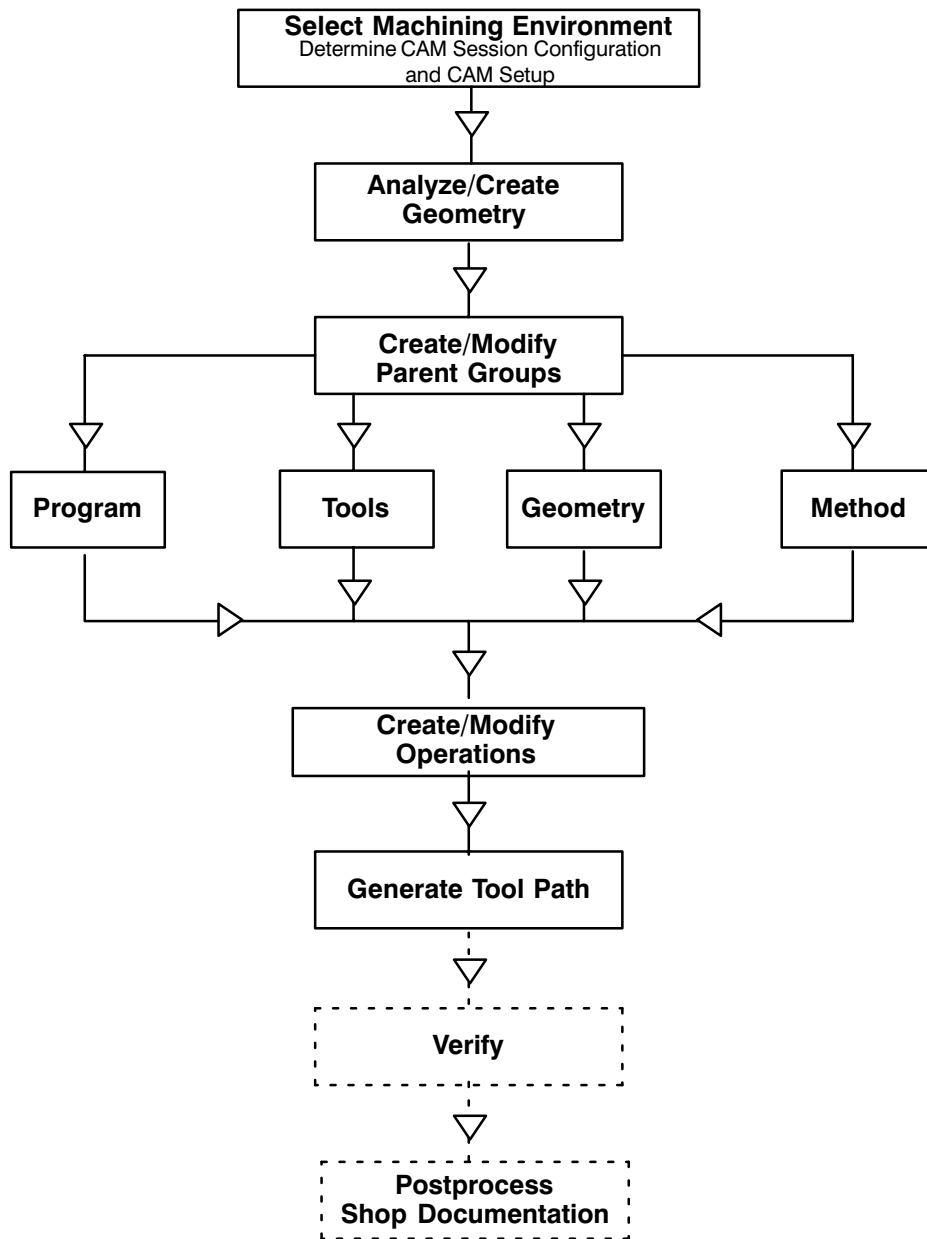 Select Machining Environment
Determine CAM Session Configuration
and CAM Setup
Analyze/Create
Geometry
Create/Modify
Parent Groups
Program
Tools
Geometry
Method
Create/Modify
Operations
Generate Tool Path
Verify
Postprocess
Shop Documentation